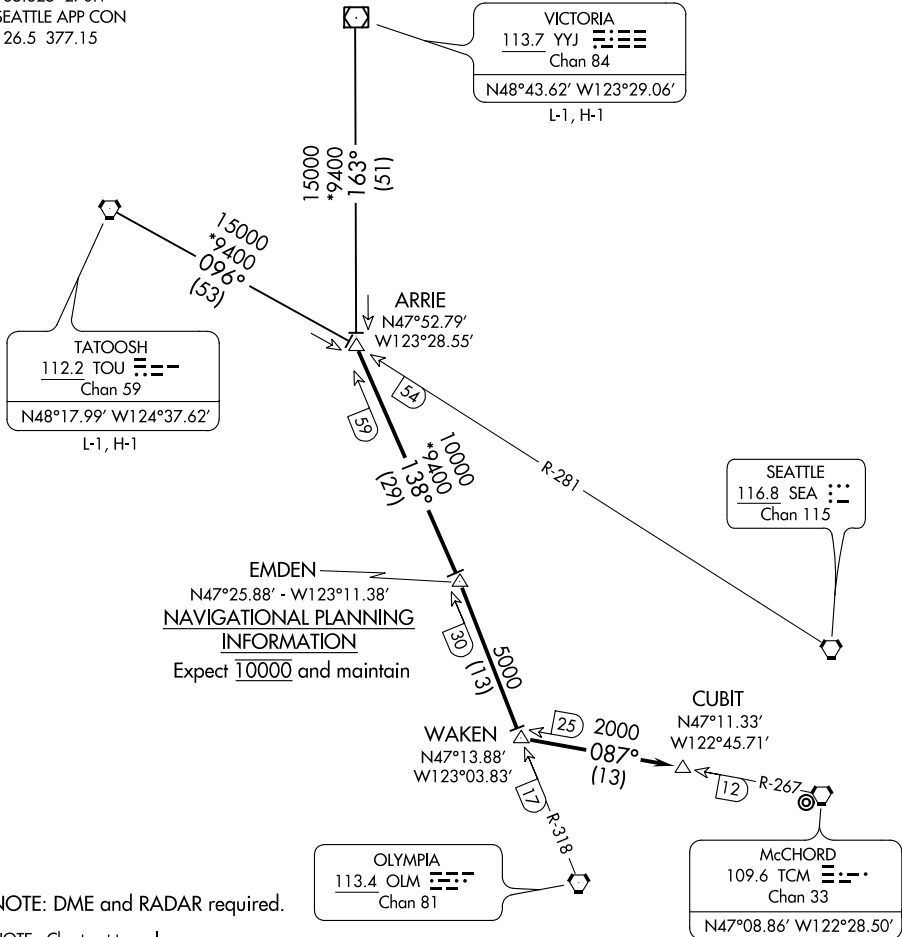 SEATTLE APP CON
26.5 377.15
VICTORIA
113.7 YYJ
Chan 84
N48°43.62' W123°29.06'
L-1, H-1
15000
*9400
163°
(51)
15000
*9400
096°
(53)
ARRIE
N47°52.79'
W123°28.55'
TATOOSH
112.2 TOU
Chan 59
N48°17.99' W124°37.62'
L-1, H-1
54
59
10000
*9400
138°
(29)
R-281
SEATTLE
116.8 SEA
Chan 115
EMDEN
N47°25.88' - W123°11.38'
NAVIGATIONAL PLANNING
INFORMATION
Expect 10000 and maintain
30
5000
(13)
WAKEN
N47°13.88'
W123°03.83'
25
2000
087°
(13)
CUBIT
N47°11.33'
W122°45.71'
12
R-267
17
R-318
OLYMPIA
113.4 OLM
Chan 81
McCHORD
109.6 TCM
Chan 33
N47°08.86' W122°28.50'
NOTE: DME and RADAR required.